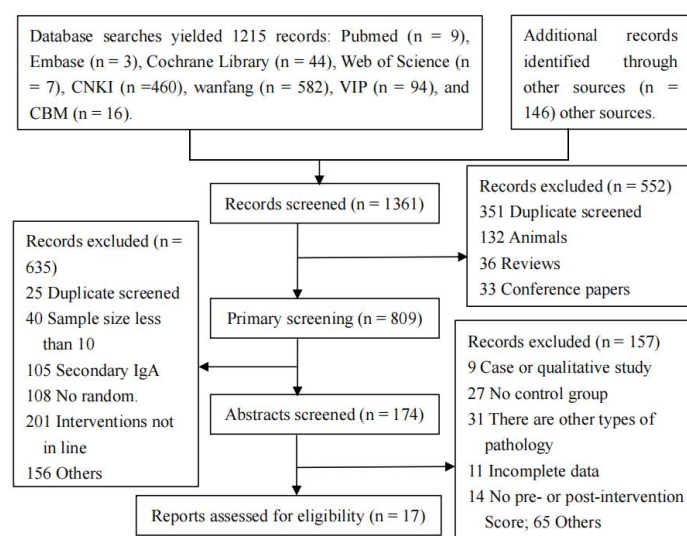 Database searches yielded 1215 records: Pubmed (n = 9),
Embase (n = 3), Cochrane Library (n = 44), Web of Science (n
= 7), CNKI (n =460), wanfang (n = 582), VIP (n = 94), and
CBM (n = 16).
Additional records
identified through
other sources (n =
146) other sources.
Records screened (n = 1361)
Records excluded (n = 552)
351 Duplicate screened
132 Animals
36 Reviews
33 Conference papers
Records excluded (n =
635)
25 Duplicate screened
40 Sample size less
than 10
105 Secondary IgA
108 No random.
201 Interventions not
in line
156 Others
Primary screening (n = 809)
Records excluded (n = 157)
9 Case or qualitative study
27 No control group
31 There are other types of
pathology
11 Incomplete data
14 No pre- or post-intervention
Score; 65 Others
Abstracts screened (n = 174)
Reports assessed for eligibility (n = 17)